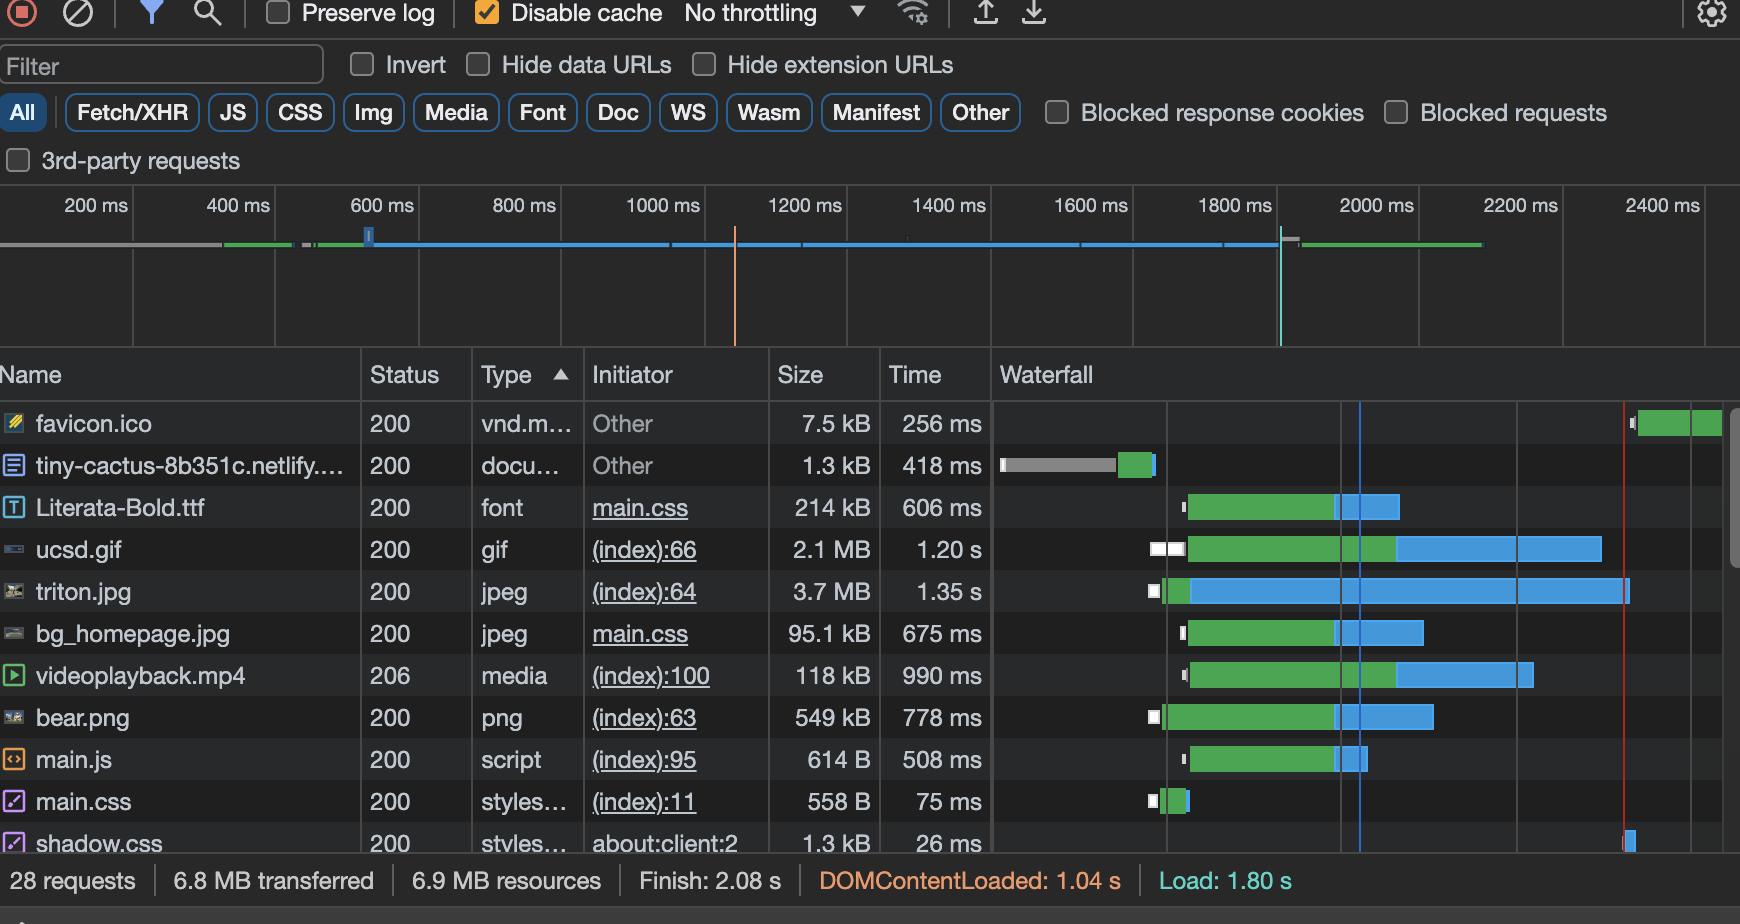 Preserve log Disable cache No throttling
Filter Invert Hide data URLs Hide extension URLs
All Fetch/XHR JS CSS Img Media Font Doc WS Wasm Manifest Other Blocked response cookies Blocked requests
3rd-party requests
200 ms 400 ms 600 ms 800 ms 1000 ms 1200 ms 1400 ms 1600 ms 1800 ms 2000 ms 2200 ms 2400 ms
Name Status Type Initiator Size Time Waterfall
favicon.ico 200 vnd.m... Other 7.5 kB 256 ms
tiny-cactus-8b351c.netlify.... 200 docu... Other 1.3 kB 418 ms
Literata-Bold.ttf 200 font main.css 214 kB 606 ms
ucsd.gif 200 gif (index):66 2.1 MB 1.20 s
triton.jpg 200 jpeg (index):64 3.7 MB 1.35 s
bg_homepage.jpg 200 jpeg main.css 95.1 kB 675 ms
videoplayback.mp4 206 media (index):100 118 kB 990 ms
bear.png 200 png (index):63 549 kB 778 ms
main.js 200 script (index):95 614 B 508 ms
main.css 200 styles... (index):11 558 B 75 ms
shadow.css 200 styles... about:client:2 1.3 kB 26 ms
28 requests 6.8 MB transferred 6.9 MB resources Finish: 2.08 s DOMContentLoaded: 1.04 s Load: 1.80 s